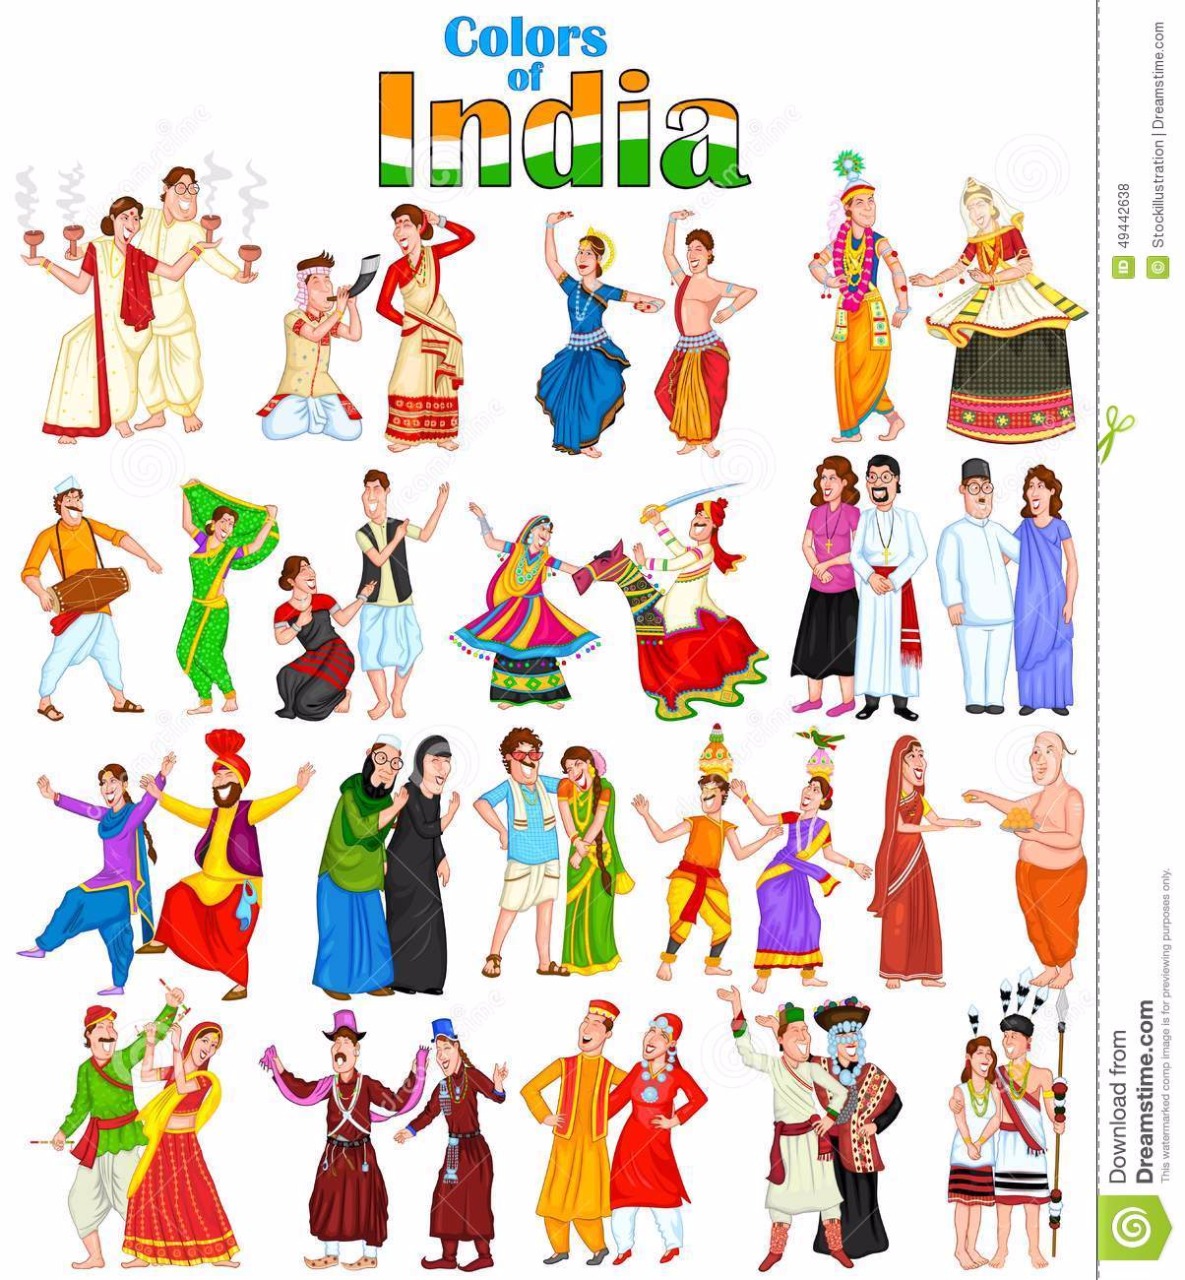 Colors
of
India
ID 49442638
© Stockillustration | Dreamstime.com
Download from
Dreamstime.com
This watermarked comp image is for previewing purposes only.